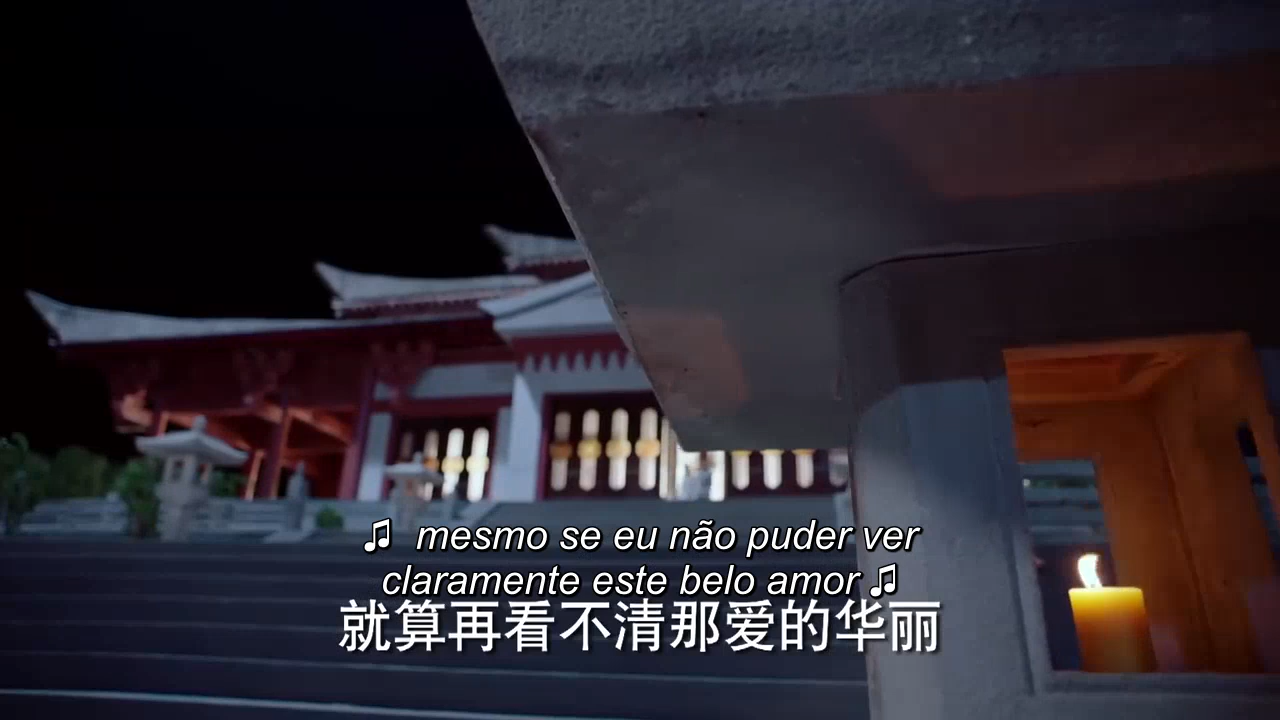 ♫ mesmo se eu não puder ver
claramente este belo amor ♫
就算再看不清那爱的华丽